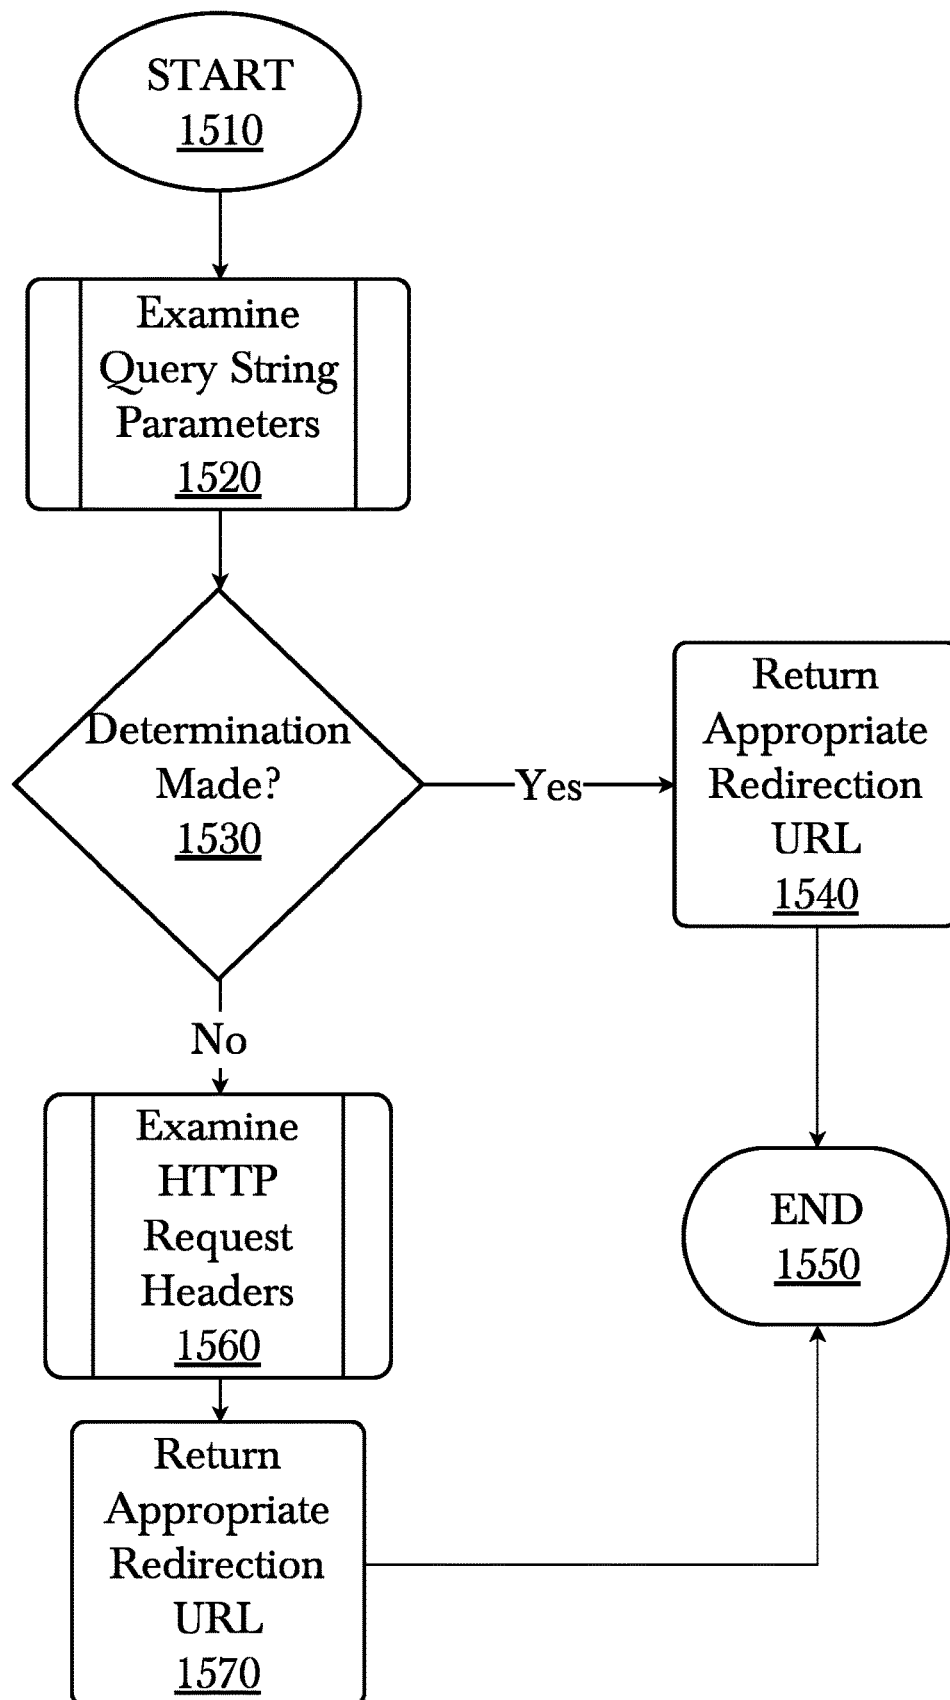 START
1510
Examine
Query String
Parameters
1520
Determination
Made?
1530
Yes
Return
Appropriate
Redirection
URL
1540
No
Examine
HTTP
Request
Headers
1560
END
1550
Return
Appropriate
Redirection
URL
1570